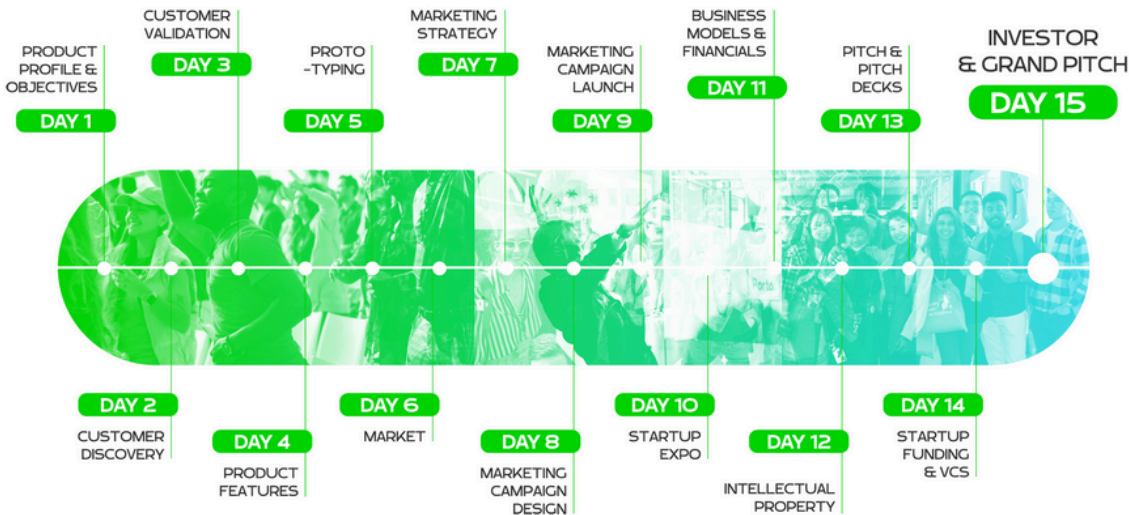 PRODUCT
PROFILE &
OBJECTIVES
DAY 1
DAY 2
CUSTOMER
DISCOVERY
CUSTOMER
VALIDATION
DAY 3
DAY 4
PRODUCT
FEATURES
PROTO
-TYPING
DAY 5
DAY 6
MARKET
MARKETING
STRATEGY
DAY 7
DAY 8
MARKETING
CAMPAIGN
DESIGN
MARKETING
CAMPAIGN
LAUNCH
DAY 9
DAY 10
STARTUP
EXPO
BUSINESS
MODELS &
FINANCIALS
DAY 11
DAY 12
INTELLECTUAL
PROPERTY
PITCH &
PITCH
DECKS
DAY 13
DAY 14
STARTUP
FUNDING
& VCS
INVESTOR
& GRAND PITCH
DAY 15
Porto